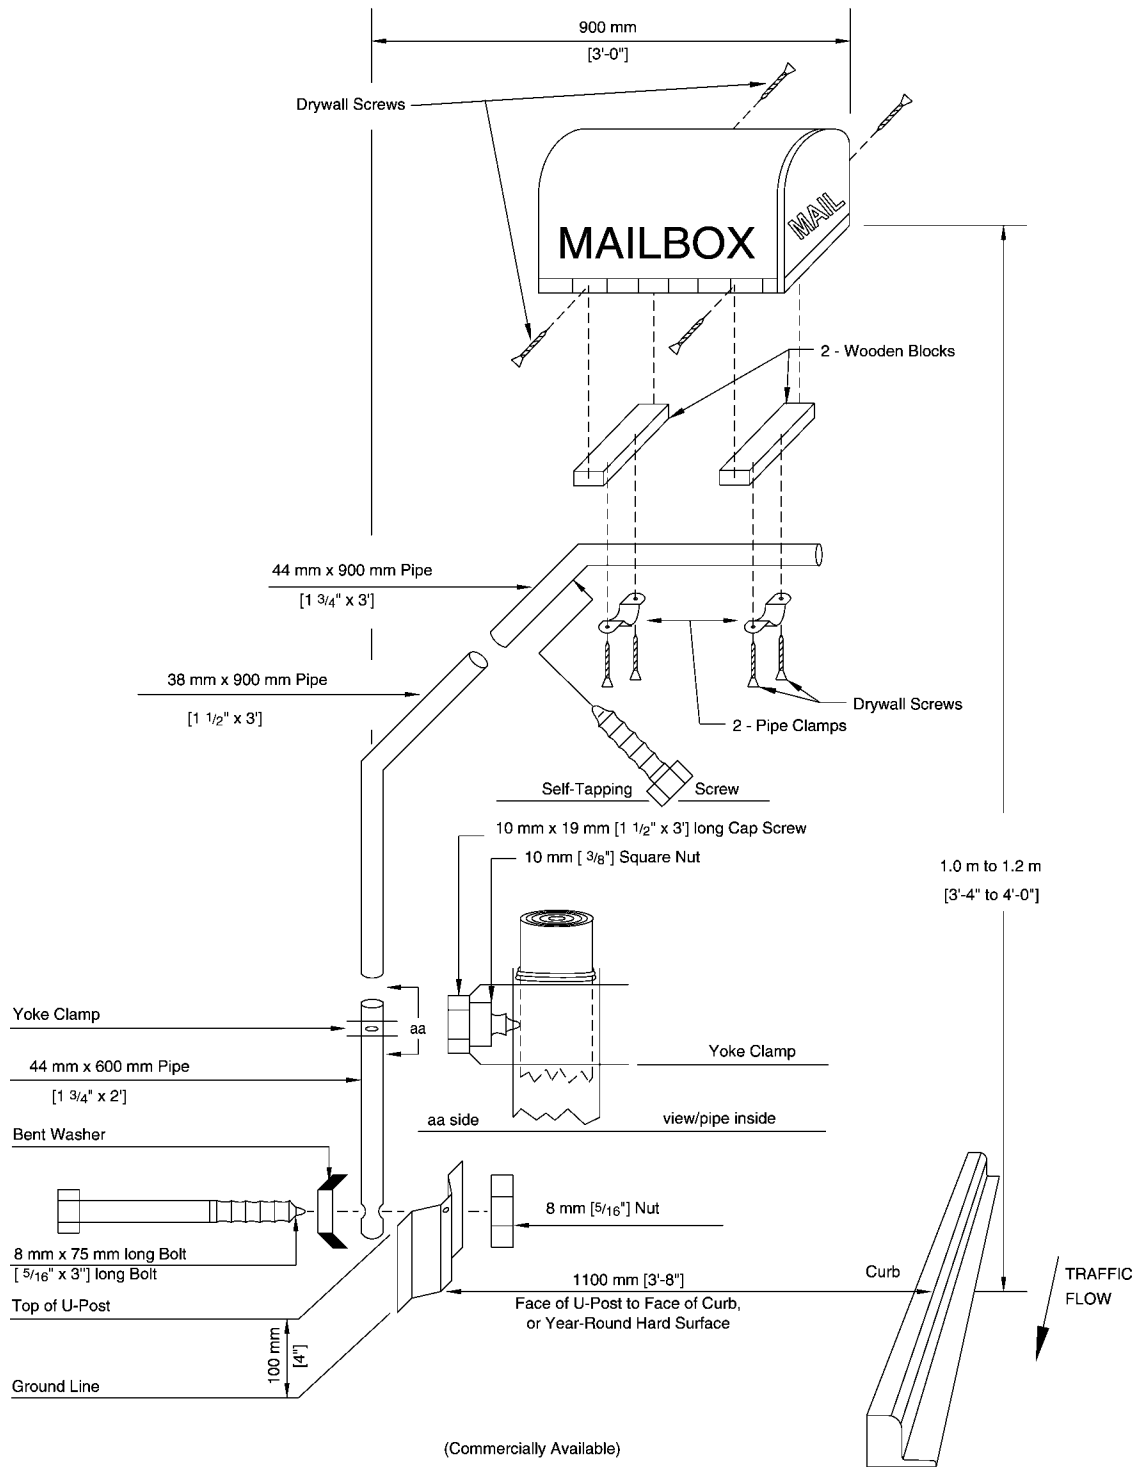 900 mm
[3'-0"]
Drywall Screws
MAIL
MAILBOX
2 - Wooden Blocks
44 mm x 900 mm Pipe
[1 3/4" x 3']
38 mm x 900 mm Pipe
[1 1/2" x 3']
Drywall Screws
2 - Pipe Clamps
Self-Tapping Screw
10 mm x 19 mm [1 1/2" x 3'] long Cap Screw
10 mm [ 3/8"] Square Nut
1.0 m to 1.2 m
[3'-4" to 4'-0"]
Yoke Clamp
aa
Yoke Clamp
44 mm x 600 mm Pipe
[1 3/4" x 2']
aa side view/pipe inside
Bent Washer
8 mm [5/16"] Nut
8 mm x 75 mm long Bolt
[ 5/16" x 3"] long Bolt
Top of U-Post
1100 mm [3'-8"]
Face of U-Post to Face of Curb,
or Year-Round Hard Surface
Curb
TRAFFIC
FLOW
100 mm
[4"]
Ground Line
(Commercially Available)